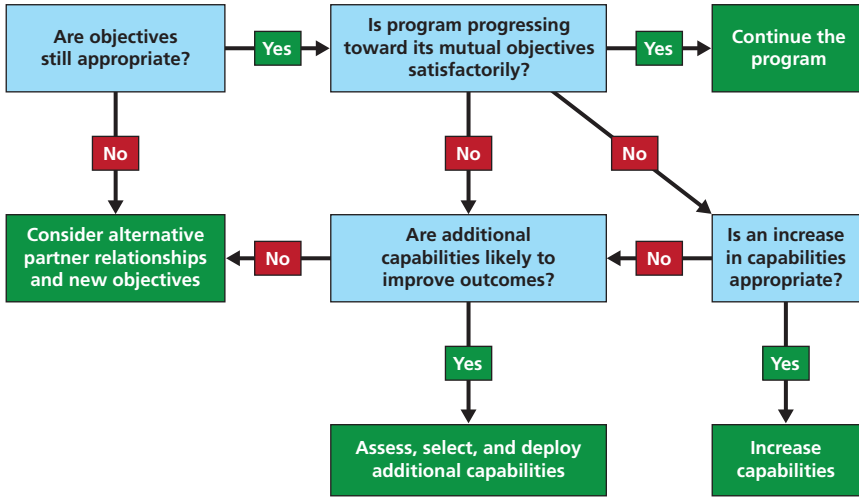 Are objectives
still appropriate?
Yes
Is program progressing
toward its mutual objectives
satisfactorily?
Yes
Continue the
program
No
No
No
Consider alternative
partner relationships
and new objectives
No
Are additional
capabilities likely to
improve outcomes?
No
Is an increase
in capabilities
appropriate?
Yes
Yes
Assess, select, and deploy
additional capabilities
Increase
capabilities